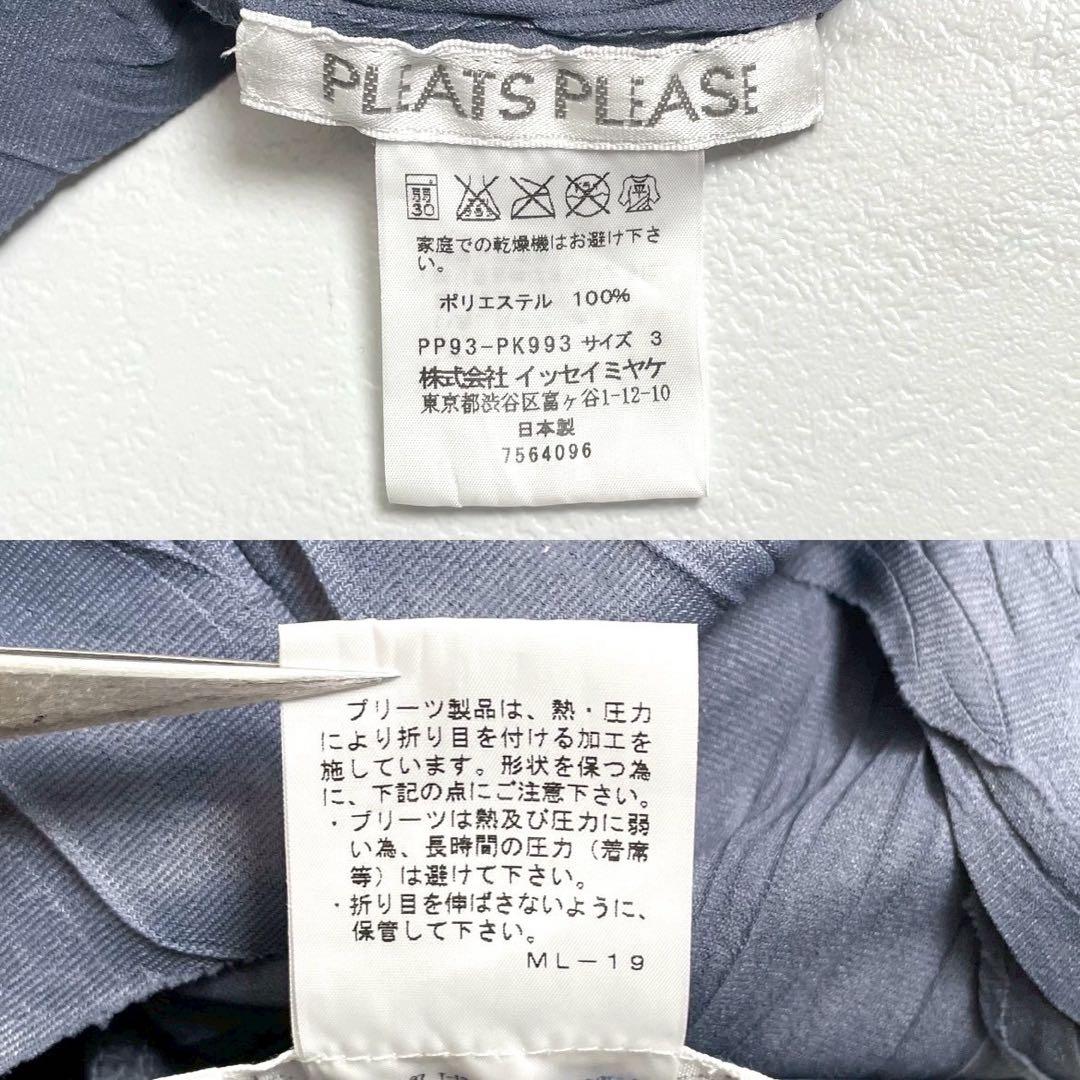 PLEATS PLEASE
弱
30
平
家庭での乾燥機はお避け下さ
い。
ポリエステル 100%
PP93-PK993 サイズ 3
株式会社 イッセイミヤケ
東京都渋谷区富ヶ谷1-12-10
日本製
7564096
プリーツ製品は、熱・圧力
により折り目を付ける加工を
施しています。形状を保つ為
に、下記の点にご注意下さい。
・プリーツは熱及び圧力に弱
い為、長時間の圧力（着席
等）は避けて下さい。
・折り目を伸ばさないように、
保管して下さい。
ML-19